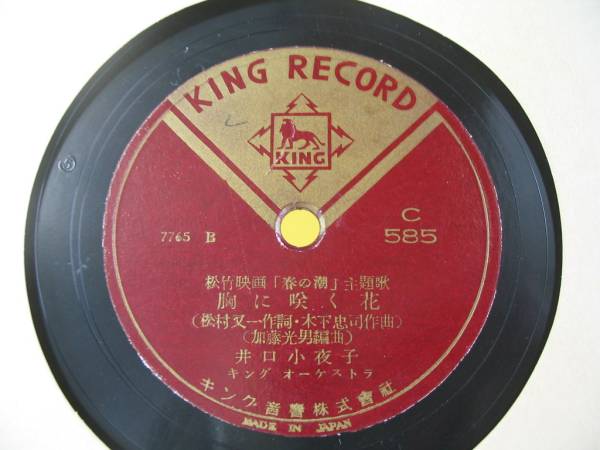 KING RECORD
KING
7765 B
C
585
松竹映画「春の潮」主題歌
胸に咲く花
(松村又一作詞・木下忠司作曲)
(加藤光男編曲)
井口小夜子
キング オーケストラ
キング音響株式會社
MADE IN JAPAN